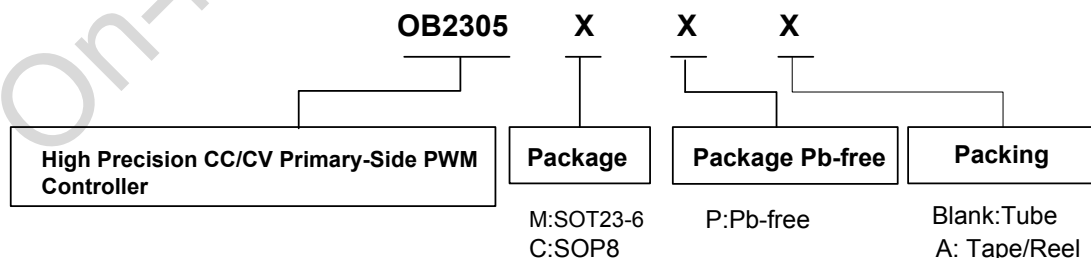 OB2305 X X X
High Precision CC/CV Primary-Side PWM
Controller
Package
Package Pb-free
Packing
M:SOT23-6
C:SOP8
P:Pb-free
Blank:Tube
A: Tape/Reel